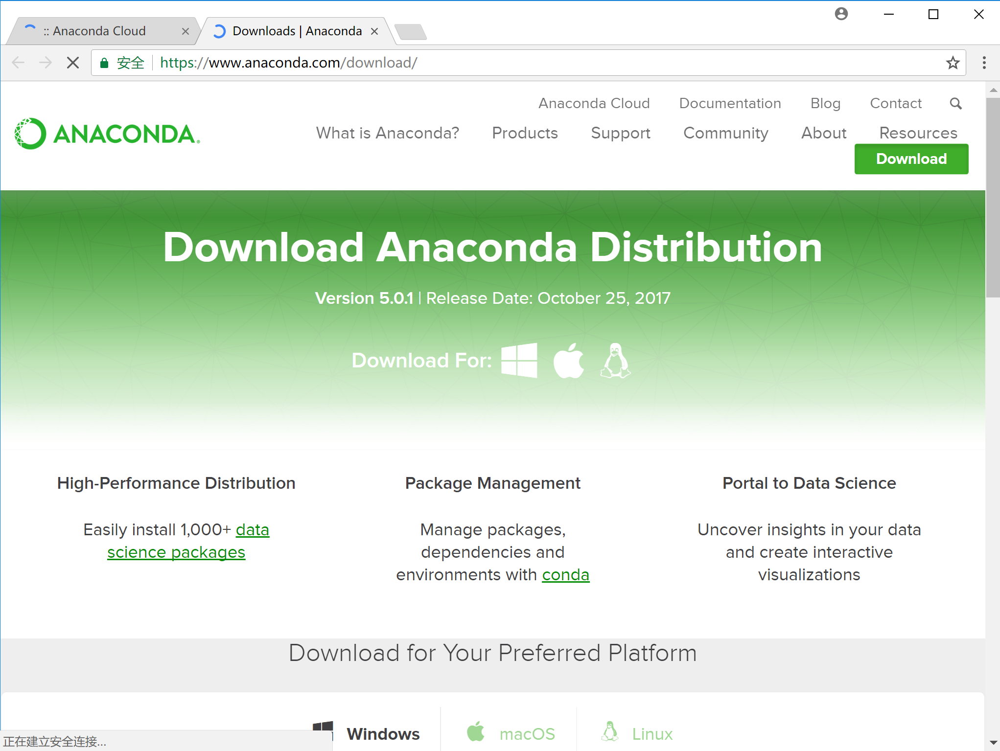 :: Anaconda Cloud
Downloads | Anaconda
安全 https://www.anaconda.com/download/
Anaconda Cloud Documentation Blog Contact
ANACONDA.
What is Anaconda? Products Support Community About Resources
Download
Download Anaconda Distribution
Version 5.0.1 | Release Date: October 25, 2017
Download For:
High-Performance Distribution
Easily install 1,000+ data
science packages
Package Management
Manage packages,
dependencies and
environments with conda
Portal to Data Science
Uncover insights in your data
and create interactive
visualizations
Download for Your Preferred Platform
Windows macOS Linux
正在建立安全连接...